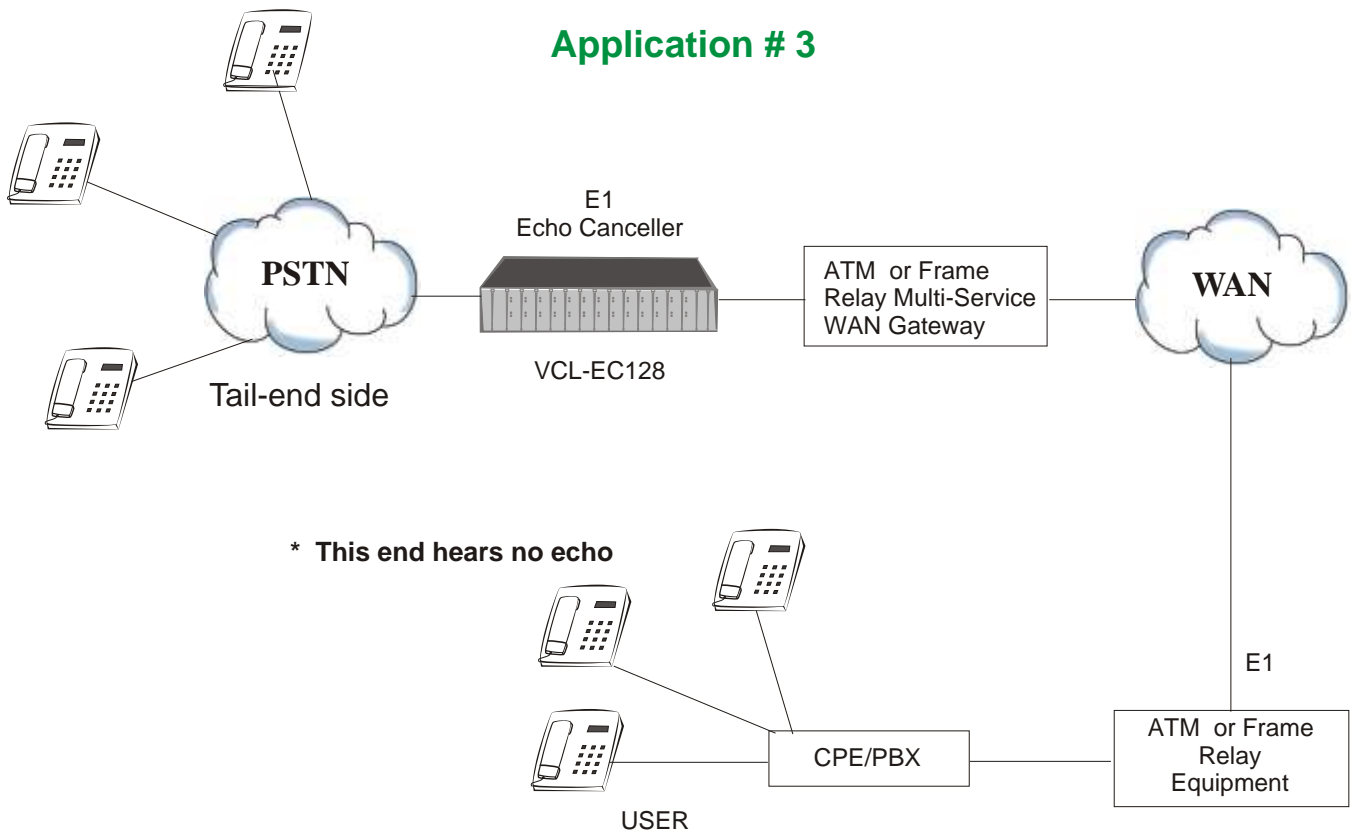 Application # 3
E1
Echo Canceller
PSTN
ATM or Frame
Relay Multi-Service
WAN Gateway
WAN
VCL-EC128
Tail-end side
* This end hears no echo
E1
ATM or Frame
Relay
Equipment
CPE/PBX
USER